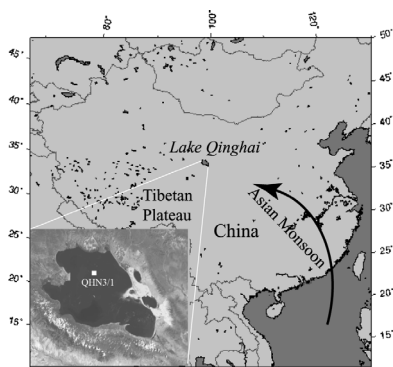 80° 100° 120°
50°
45° 45°
40° 40°
Lake Qinghai
35° 35°
Tibetan
Plateau
30° 30°
China
Asian Monsoon
25° 25°
20° 20°
QHN3/1
15° 15°